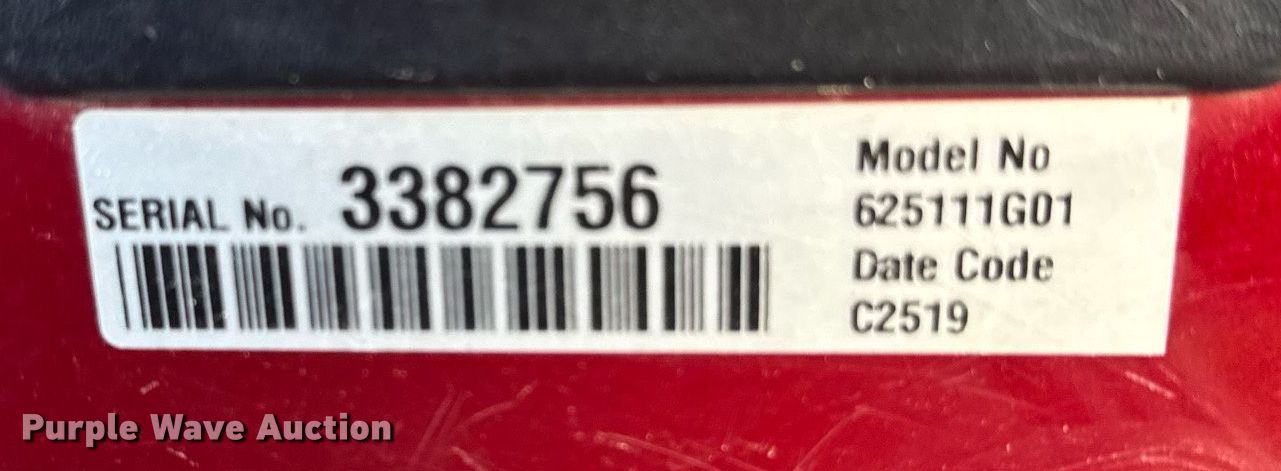 SERIAL No. 3382756
Model No
625111G01
Date Code
C2519
Purple Wave Auction